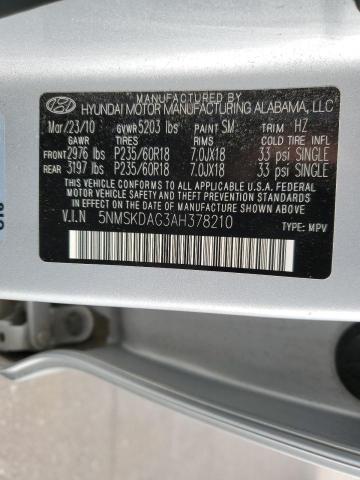 MANUFACTURED BY
HYUNDAI MOTOR MANUFACTURING ALABAMA, LLC
Mar/23/10 GVWR 5203 lbs PAINT SM TRIM HZ
GAWR TIRES RIMS COLD TIRE INFL
FRONT 2976 lbs P235/60R18 7.0JX18 33 psi SINGLE
REAR 3197 lbs P235/60R18 7.0JX18 33 psi SINGLE
THIS VEHICLE CONFORMS TO ALL APPLICABLE FEDERAL
MOTOR VEHICLE SAFETY AND THEFT PREVENTION
STANDARDS IN EFFECT ON THE DATE OF MANUFACTURE
SHOWN ABOVE.
V.I.N 5NMSKDAG3AH378210
TYPE: MPV